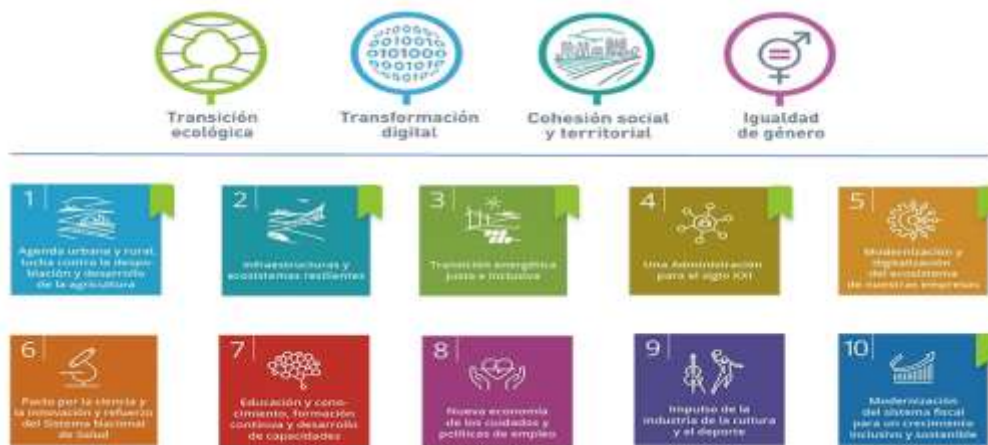 Transición
ecológica
Transformación
digital
Cohesión social
y territorial
Igualdad
de género
1
Agenda urbana y rural,
lucha contra la despo-
blación y desarrollo
de la agricultura
2
Infraestructuras y
ecosistemas resilientes
3
Transición energética
justa e inclusiva
4
Una Administración
para el siglo XXI
5
Modernización y
digitalización
del ecosistema
de nuestras empresas
6
Pacto por la ciencia y
la innovación y refuerzo
del Sistema Nacional
de Salud
7
Educación y cono-
cimiento, formación
continua y desarrollo
de capacidades
8
Nueva economía
de los cuidados y
políticas de empleo
9
Impulso de la
industria de la cultura
y el deporte
10
Modernización
del sistema fiscal
para un crecimiento
inclusivo y sostenible